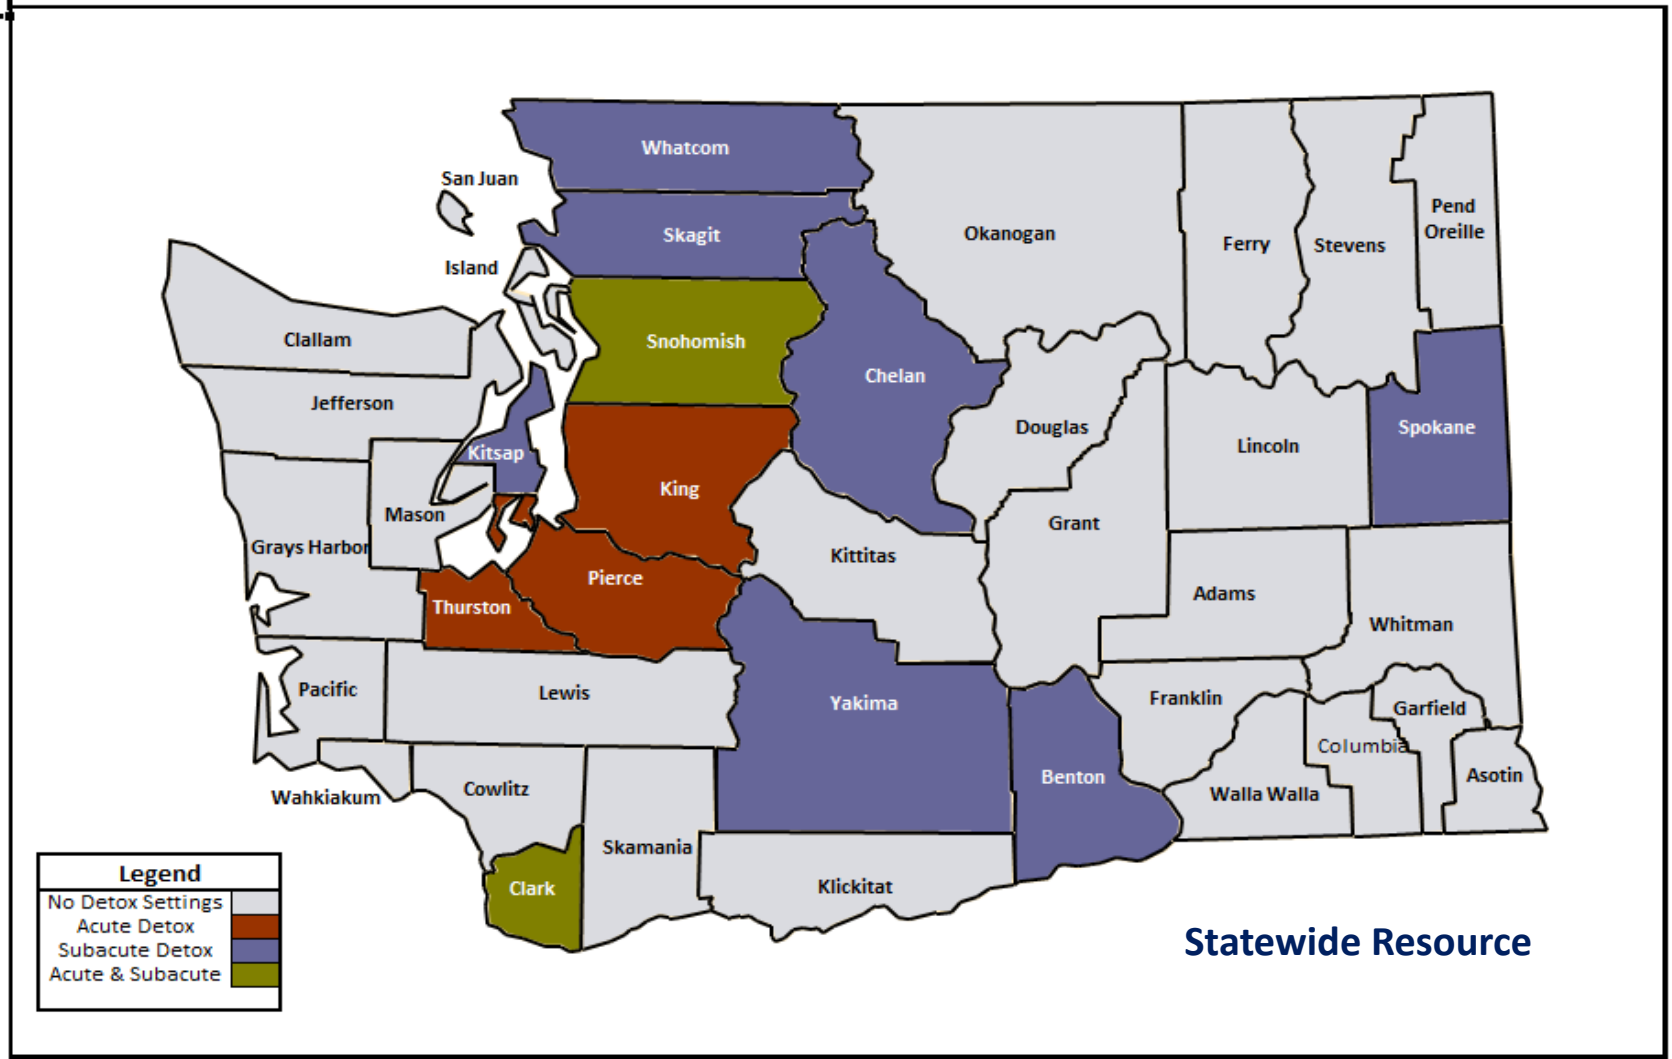 Whatcom
San Juan
Skagit
Okanogan
Ferry
Stevens
Pend
Oreille
Island
Clallam
Snohomish
Chelan
Jefferson
Douglas
Lincoln
Spokane
Kitsap
King
Mason
Grant
Grays Harbor
Kittitas
Pierce
Thurston
Adams
Whitman
Pacific
Lewis
Yakima
Franklin
Garfield
Columbia
Benton
Asotin
Wahkiakum
Cowlitz
Walla Walla
Skamania
Clark
Klickitat
Legend
No Detox Settings
Acute Detox
Subacute Detox
Acute & Subacute
Statewide Resource